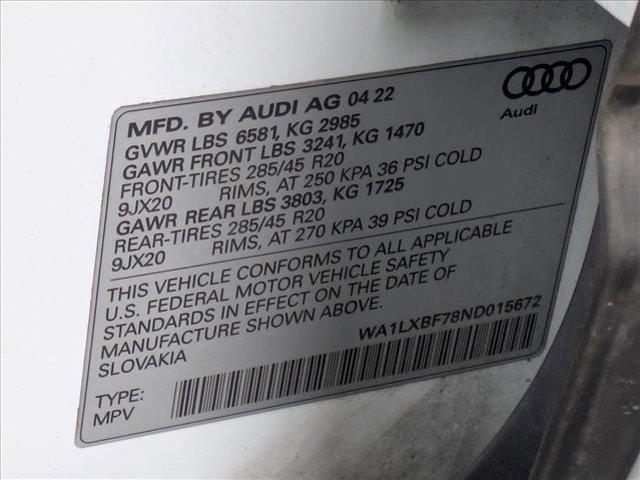 MFD. BY AUDI AG 04 22
Audi
GVWR LBS 6581, KG 2985
GAWR FRONT LBS 3241, KG 1470
FRONT-TIRES 285/45 R20
9JX20 RIMS, AT 250 KPA 36 PSI COLD
GAWR REAR LBS 3803, KG 1725
REAR-TIRES 285/45 R20
9JX20 RIMS, AT 270 KPA 39 PSI COLD
THIS VEHICLE CONFORMS TO ALL APPLICABLE
U.S. FEDERAL MOTOR VEHICLE SAFETY
STANDARDS IN EFFECT ON THE DATE OF
MANUFACTURE SHOWN ABOVE.
SLOVAKIA
WA1LXBF78ND015672
TYPE:
MPV